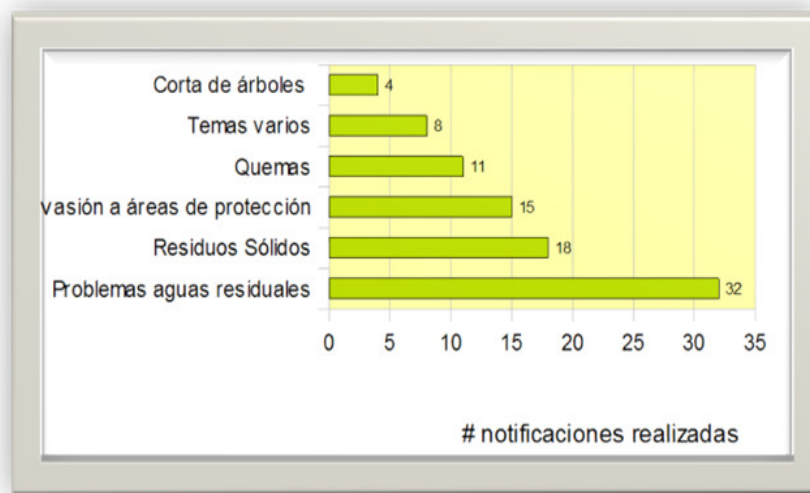 Corta de árboles 4
Temas varios 8
Quemas 11
vasión a áreas de protección 15
Residuos Sólidos 18
Problemas aguas residuales 32
0 5 10 15 20 25 30 35
# notificaciones realizadas